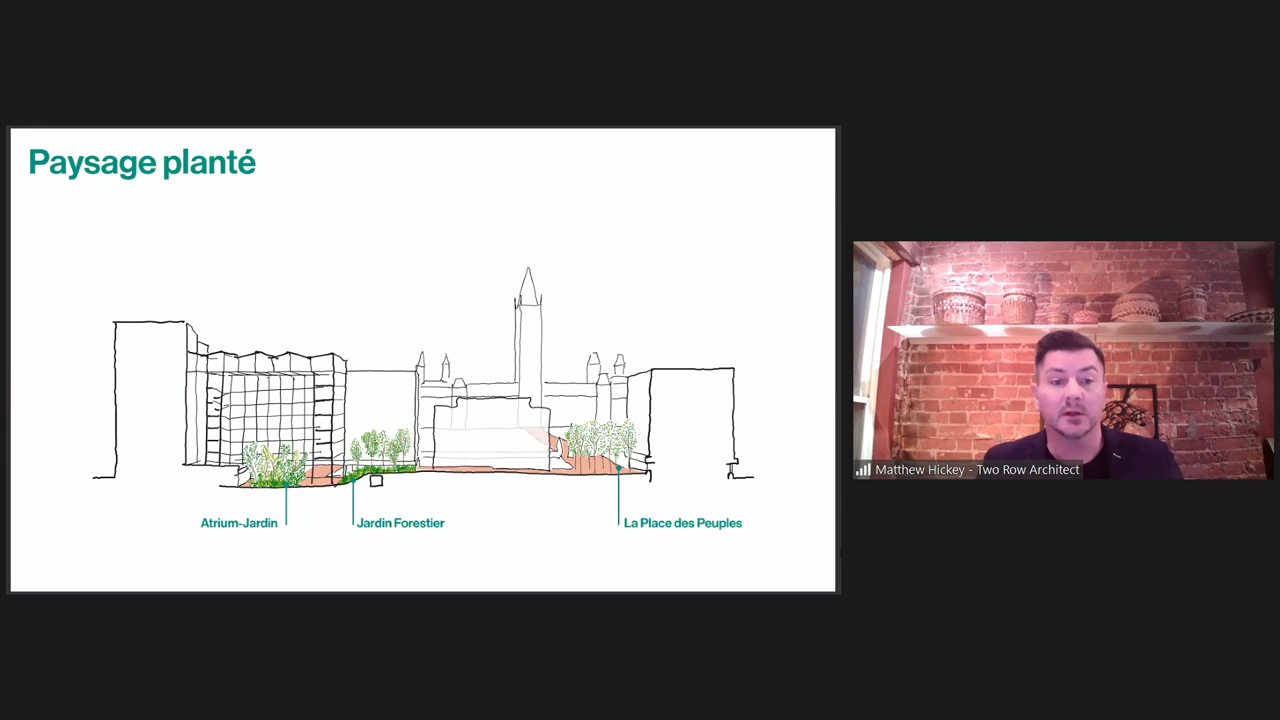 Paysage planté
Atrium-Jardin
Jardin Forestier
La Place des Peuples
Matthew Hickey - Two Row Architect